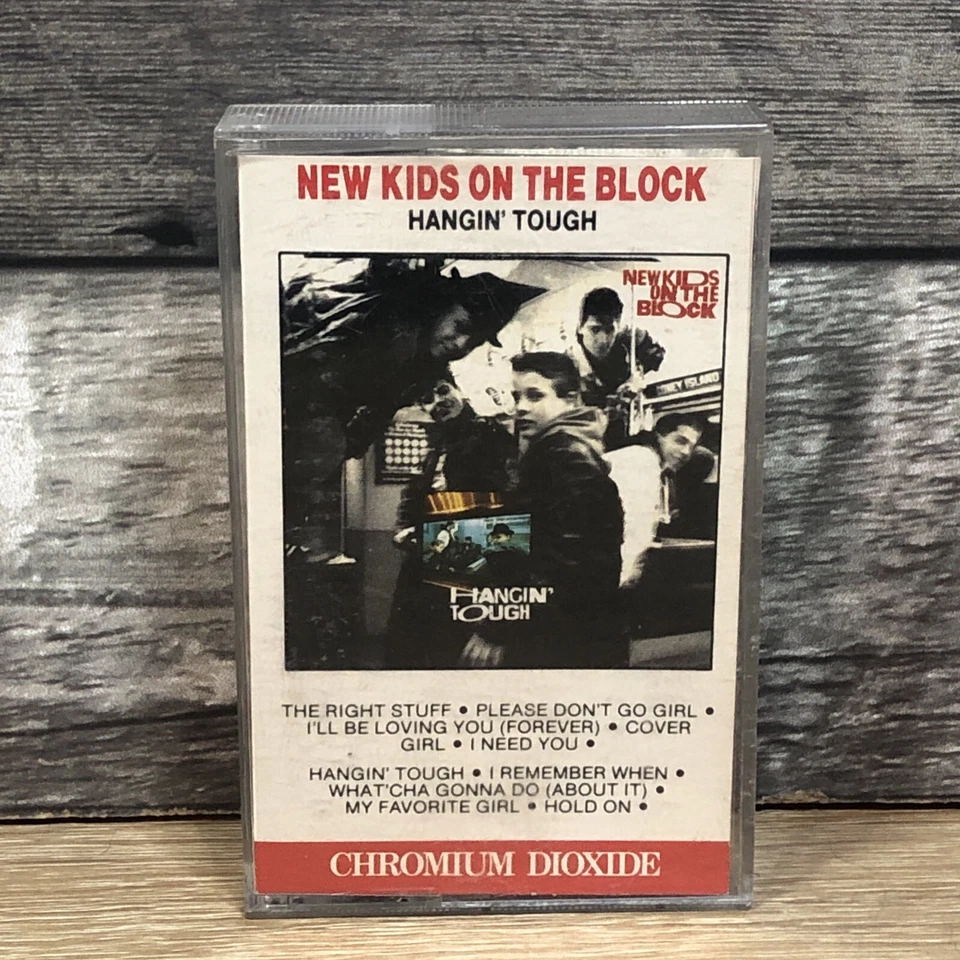 NEW KIDS ON THE BLOCK
HANGIN' TOUGH
NEW KIDS
ON THE
BLOCK
NEY ISLAND
HANGIN'
TOUGH
THE RIGHT STUFF • PLEASE DON'T GO GIRL •
I'LL BE LOVING YOU (FOREVER) • COVER
GIRL • I NEED YOU •
HANGIN' TOUGH • I REMEMBER WHEN •
WHAT'CHA GONNA DO (ABOUT IT) •
MY FAVORITE GIRL • HOLD ON •
CHROMIUM DIOXIDE